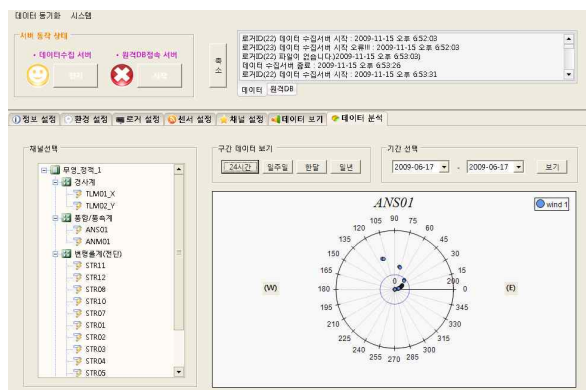 데이터 동기화 시스템
서버 동작 상태
• 데이터수집 서버 • 원격DB접속 서버
축소
로거ID(22) 데이터 수집서버 시작 : 2009-11-15 오후 6:52:03
로거ID(23) 데이터 수집서버 시작 오류!!! : 2009-11-15 오후 6:52:03
로거ID(22) 파일이 없습니다)2009-11-15 오후 6:53:03)
데이터 수집서버 종료 : 2009-11-15 오후 6:53:26
로거ID(22) 데이터 수집서버 시작 : 2009-11-15 오후 6:53:31
데이터 원격DB
정보 설정 환경 설정 로거 설정 센서 설정 채널 설정 데이터 보기 데이터 분석
채널선택
무영_정적_1
경사계
TLM01_X
TLM02_Y
풍향/풍속계
ANS01
ANM01
변형률계(전단)
STR11
STR12
STR08
STR10
STR07
STR01
STR02
STR03
STR04
STR05
구간 데이터 보기
24시간 일주일 한달 일년
기간 선택
2009-06-17 - 2009-06-17 보기
ANS01
wind 1
105 90 75
120 60
135 45
150 30
165 15
(W) 180 0 200 0 (E)
195 345
210 330
225 315
240 300
255 270 285